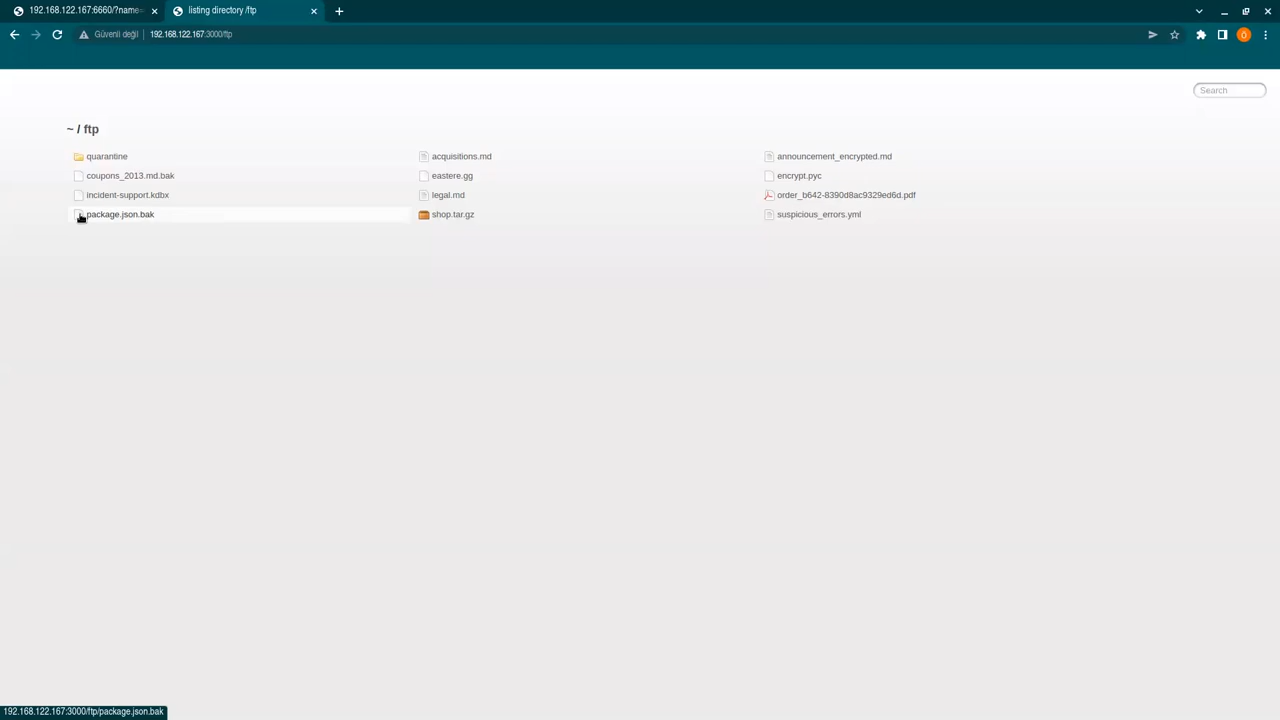 192.168.122.167:6660/?name=
listing directory /ftp
Güvenli değil
192.168.122.167:3000/ftp
ö
Search
~ / ftp
quarantine
acquisitions.md
announcement_encrypted.md
coupons_2013.md.bak
eastere.gg
encrypt.pyc
incident-support.kdbx
legal.md
order_b642-8390d8ac9329ed6d.pdf
package.json.bak
shop.tar.gz
suspicious_errors.yml
192.168.122.167:3000/ftp/package.json.bak